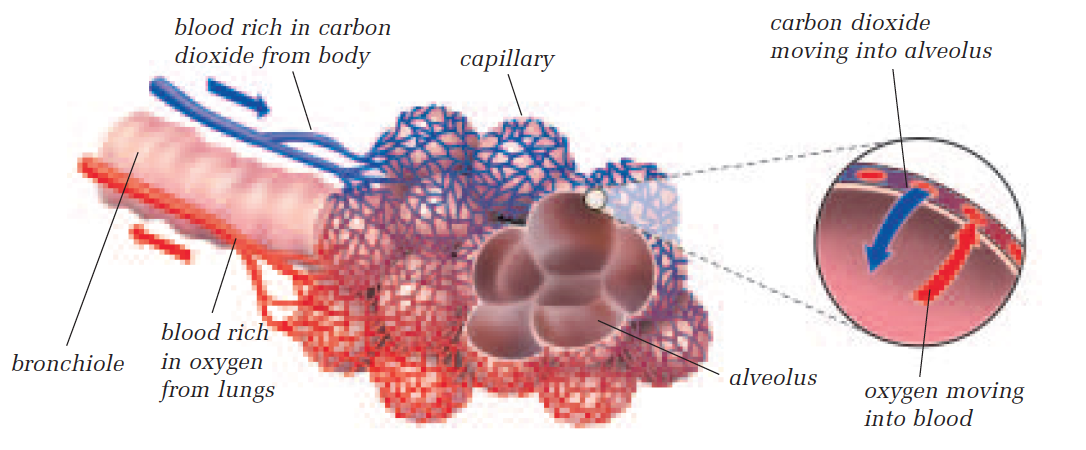 blood rich in carbon
dioxide from body
capillary
carbon dioxide
moving into alveolus
bronchiole
blood rich
in oxygen
from lungs
alveolus
oxygen moving
into blood